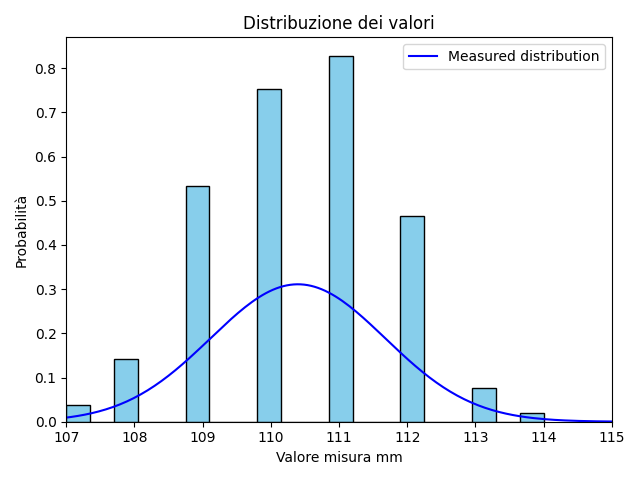 Distribuzione dei valori
Measured distribution
Probabilità
0.8
0.7
0.6
0.5
0.4
0.3
0.2
0.1
0.0
107 108 109 110 111 112 113 114 115
Valore misura mm